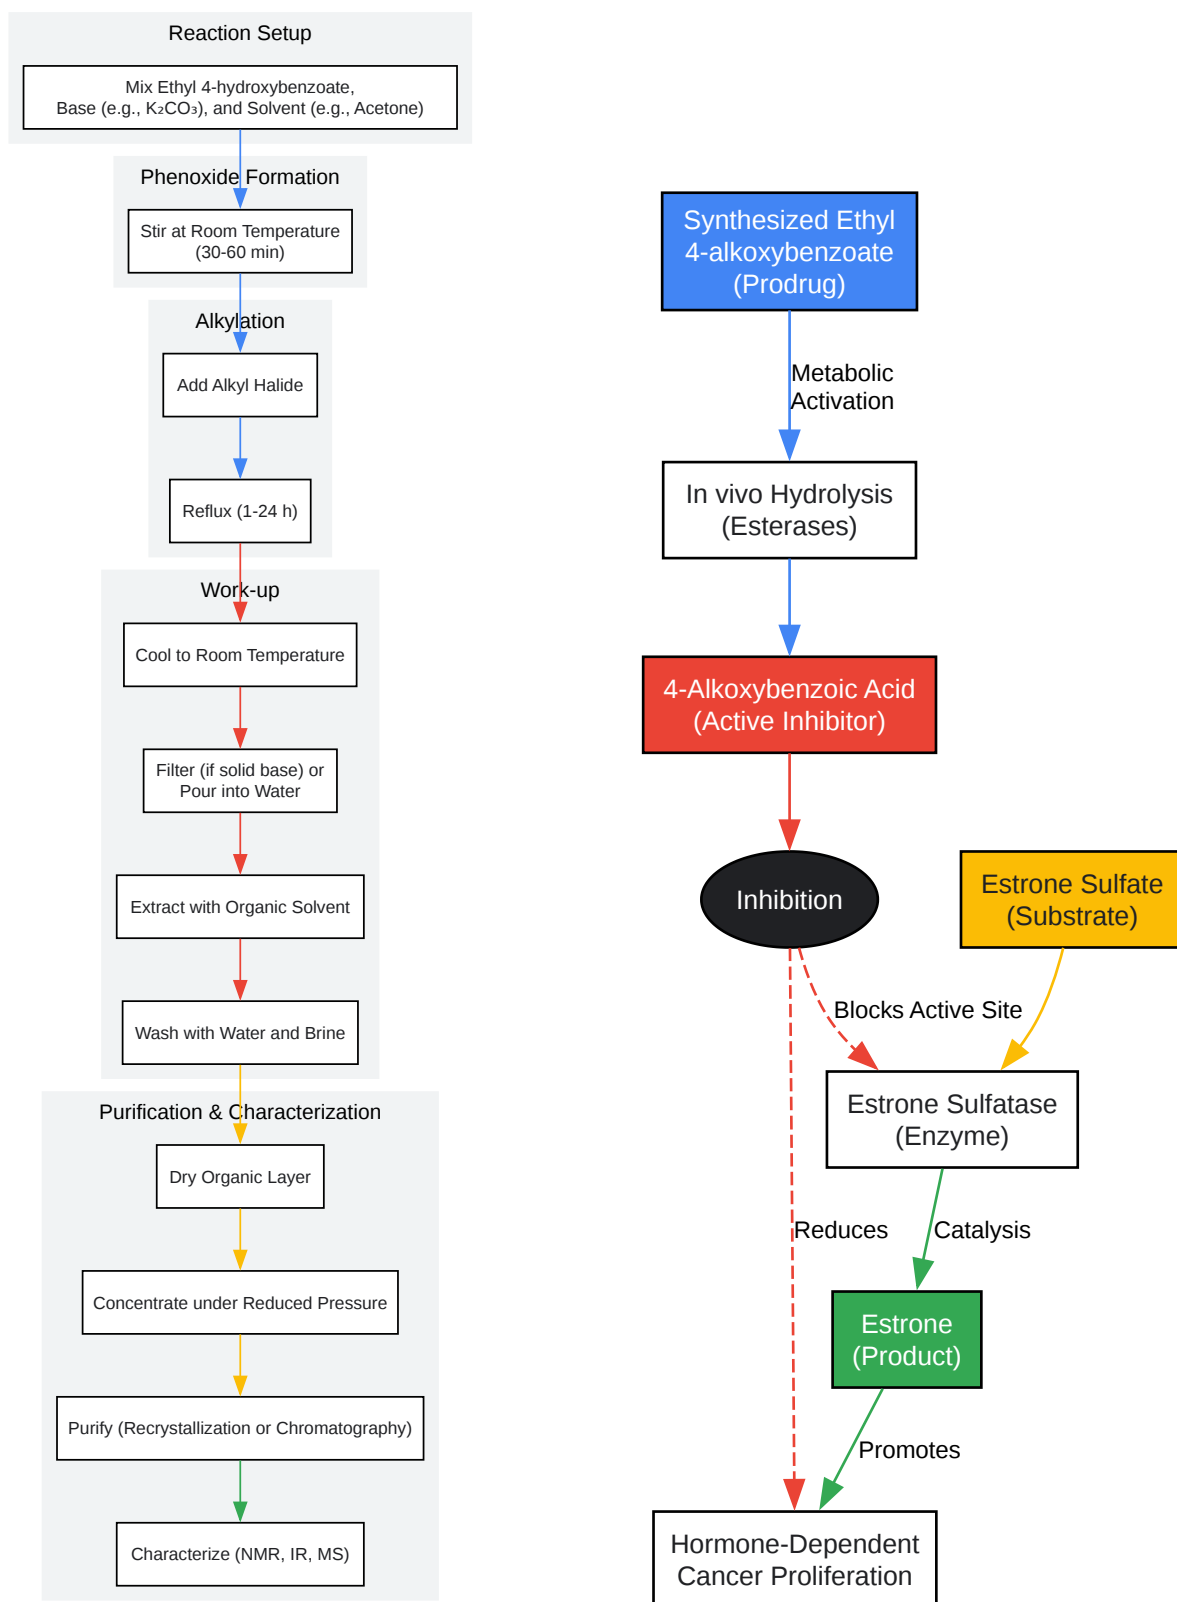 Reaction Setup
Mix Ethyl 4-hydroxybenzoate,
Base (e.g., K₂CO₃), and Solvent (e.g., Acetone)
Phenoxide Formation
Stir at Room Temperature
(30-60 min)
Alkylation
Add Alkyl Halide
Reflux (1-24 h)
Work-up
Cool to Room Temperature
Filter (if solid base) or
Pour into Water
Extract with Organic Solvent
Wash with Water and Brine
Purification & Characterization
Dry Organic Layer
Concentrate under Reduced Pressure
Purify (Recrystallization or Chromatography)
Characterize (NMR, IR, MS)
Synthesized Ethyl
4-alkoxybenzoate
(Prodrug)
Metabolic
Activation
In vivo Hydrolysis
(Esterases)
4-Alkoxybenzoic Acid
(Active Inhibitor)
Inhibition
Estrone Sulfate
(Substrate)
Blocks Active Site
Estrone Sulfatase
(Enzyme)
Reduces
Catalysis
Estrone
(Product)
Promotes
Hormone-Dependent
Cancer Proliferation